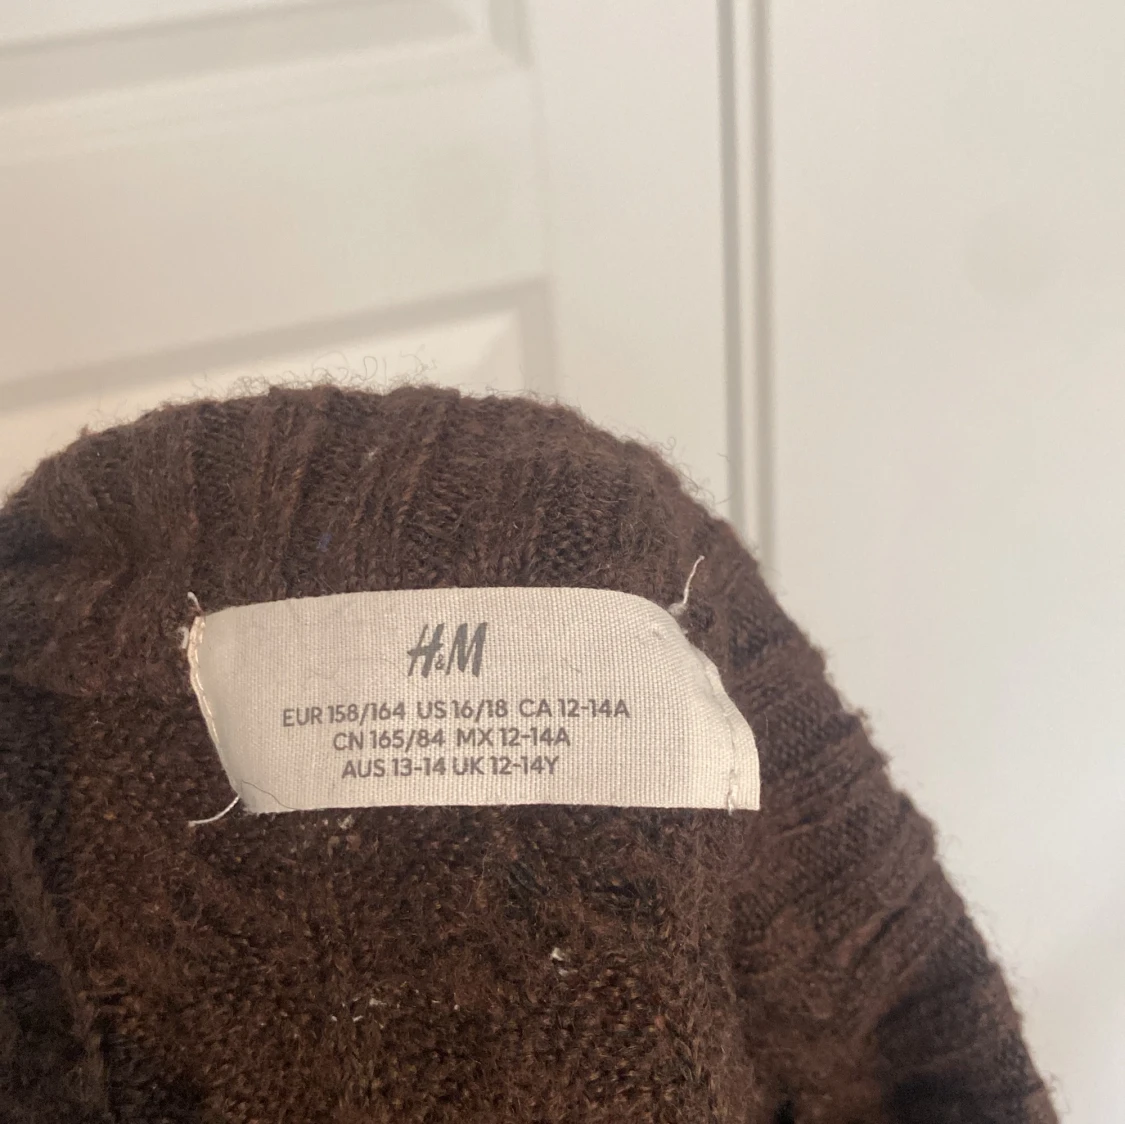 H&M
EUR 158/164 US 16/18 CA 12-14A
CN 165/84 MX 12-14A
AUS 13-14 UK 12-14Y